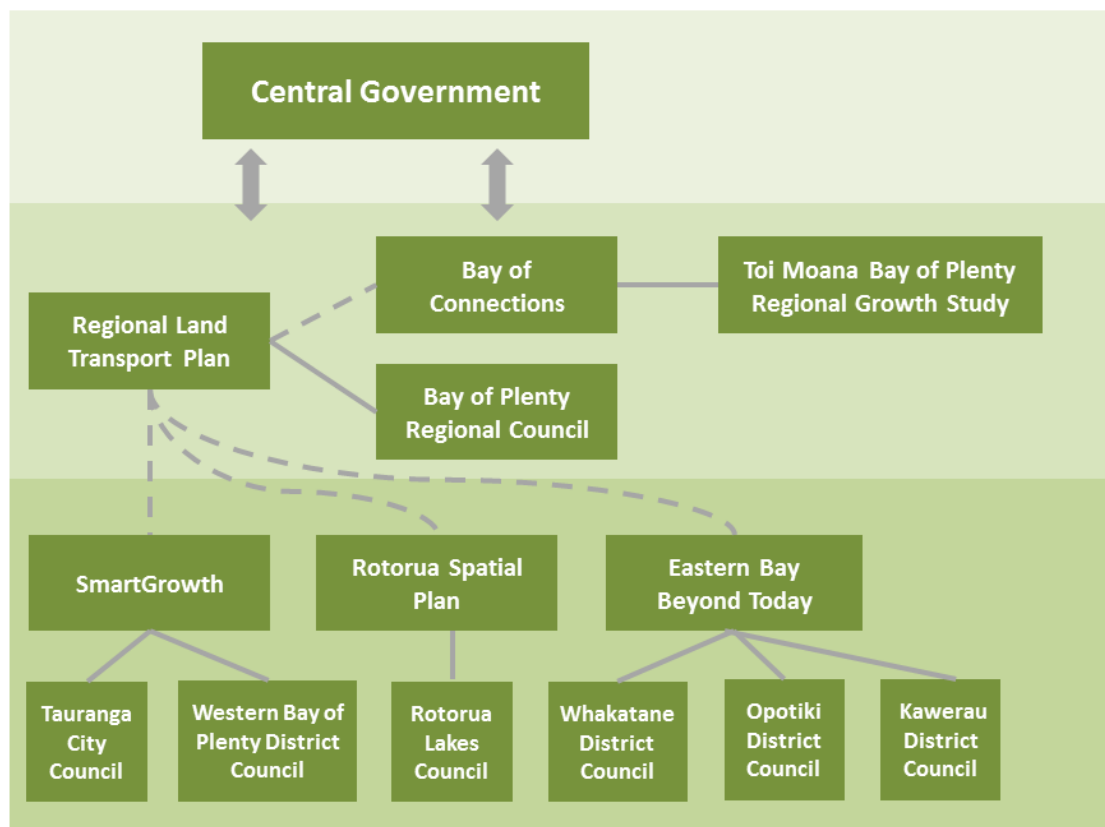 Central Government
Bay of
Connections
Toi Moana Bay of Plenty
Regional Growth Study
Regional Land
Transport Plan
Bay of Plenty
Regional Council
SmartGrowth
Rotorua Spatial
Plan
Eastern Bay
Beyond Today
Tauranga
City
Council
Western Bay of
Plenty District
Council
Rotorua
Lakes
Council
Whakatane
District
Council
Opotiki
District
Council
Kawerau
District
Council